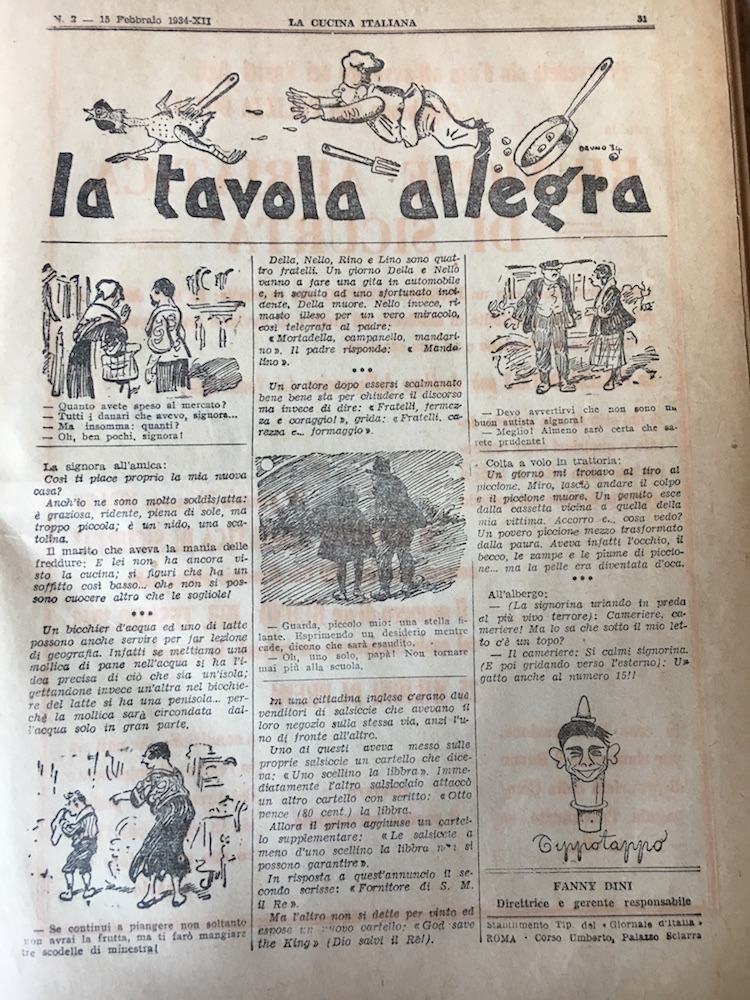 N. 2 — 15 Febbraio 1934-XII
LA CUCINA ITALIANA
31
BRUNO 34
la tavola allegra
— Quanto avete speso al mercato?
— Tutti i danari che avevo, signora...
— Ma insomma: quanti?
— Oh, ben pochi, signora!
La signora all'amica:
Così ti piace proprio la mia nuova
casa?
Anch'io ne sono molto soddisfatta:
è graziosa, ridente, piena di sole, ma
troppo piccola; è un nido, una sca-
tolina.
Il marito che aveva la mania delle
freddure: E lei non ha ancora vi-
sto la cucina; si figuri che ha un
soffitto così basso... che non si pos-
sono cuocere altro che le sogliole!
***
Un bicchier d'acqua ed uno di latte
possono anche servire per far lezione
di geografia. Infatti se mettiamo una
mollica di pane nell'acqua si ha l'i-
dea precisa di ciò che sia un'isola;
gettandone invece un'altra nel bicchie-
re del latte si ha una penisola... per-
chè la mollica sarà circondata dal-
l'acqua solo in gran parte.
— Se continui a piangere non soltanto
non avrai la frutta, ma ti farò mangiare
tre scodelle di minestra!
Della, Nello, Rino e Lino sono quat-
tro fratelli. Un giorno Della e Nello
vanno a fare una gita in automobile
e, in seguito ad uno sfortunato inci-
dente, Della muore. Nello invece, ri-
masto illeso per un vero miracolo,
così telegrafa al padre:
« Mortadella, campanello, mandari-
no ». Il padre risponde: « Mando-
lino ».
***
Un oratore dopo essersi scalmanato
bene bene sta per chiudere il discorso
ma invece di dire: « Fratelli, fermez-
za e coraggio! », grida: « Fratelli, ca-
rezza e... formaggio ».
— Guarda, piccolo mio: una stella fi-
lante. Esprimendo un desiderio mentre
cade, dicono che sarà esaudito.
— Oh, uno solo, papà! Non tornare
mai più alla scuola.
In una cittadina inglese c'erano due
venditori di salsiccie che avevano il
loro negozio sulla stessa via, anzi l'u-
no di fronte all'altro.
Uno di questi aveva messo sulle
proprie salsiccie un cartello che dice-
va: « Uno scellino la libbra ». Imme-
diatamente l'altro salsicciaio attaccò
un altro cartello con scritto: « Otto
pence (80 cent.) la libbra.
Allora il primo aggiunse un cartel-
lo supplementare: « Le salsiccie a
meno d'uno scellino la libbra si
possono garantire ».
In risposta a quest'annuncio il se-
condo scrisse: « Fornitore di S. M.
il Re ».
Ma l'altro non si dette per vinto ed
espose un nuovo cartello: « God save
the King » (Dio salvi il Re!).
— Devo avvertirvi che non sono un
buon autista signora!
— Meglio! Almeno sarò certa che sa-
rete prudente!
Colta a volo in trattoria:
Un giorno mi trovavo al tiro al
piccione. Miro, lasciò andare il colpo
e il piccione muore. Un gemito esce
dalla cassetta vicina a quella della
mia vittima. Accorro e... cosa vedo?
Un povero piccione mezzo trasformato
dalla paura. Aveva infatti l'occhio, il
becco, le zampe e le piume di piccio-
ne... ma la pelle era diventata d'oca.
***
All'albergo:
— (La signorina urlando in preda
al più vivo terrore): Cameriere, ca-
meriere! Ma lo sa che sotto il mio let-
to c'è un topo?
— Il cameriere: Si calmi signorina.
(E poi gridando verso l'esterno): Un
gatto anche al numero 15!!
Tippotappo
FANNY DINI
Direttrice e gerente responsabile
Stabilimento Tip. del « Giornale d'Italia »
ROMA - Corso Umberto, Palazzo Sciarra